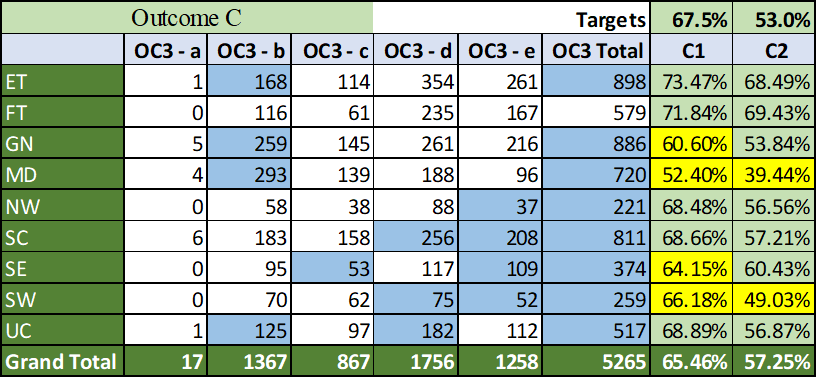 Outcome C Targets 67.5% 53.0%
OC3 - a OC3 - b OC3 - c OC3 - d OC3 - e OC3 Total C1 C2
ET 1 168 114 354 261 898 73.47% 68.49%
FT 0 116 61 235 167 579 71.84% 69.43%
GN 5 259 145 261 216 886 60.60% 53.84%
MD 4 293 139 188 96 720 52.40% 39.44%
NW 0 58 38 88 37 221 68.48% 56.56%
SC 6 183 158 256 208 811 68.66% 57.21%
SE 0 95 53 117 109 374 64.15% 60.43%
SW 0 70 62 75 52 259 66.18% 49.03%
UC 1 125 97 182 112 517 68.89% 56.87%
Grand Total 17 1367 867 1756 1258 5265 65.46% 57.25%